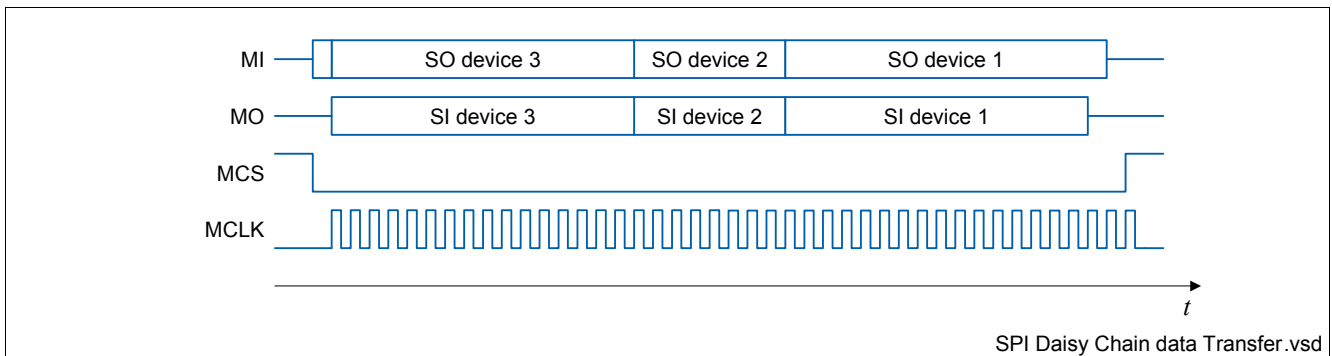 MI SO device 3 SO device 2 SO device 1
MO SI device 3 SI device 2 SI device 1
MCS
MCLK
t
SPI Daisy Chain data Transfer.vsd